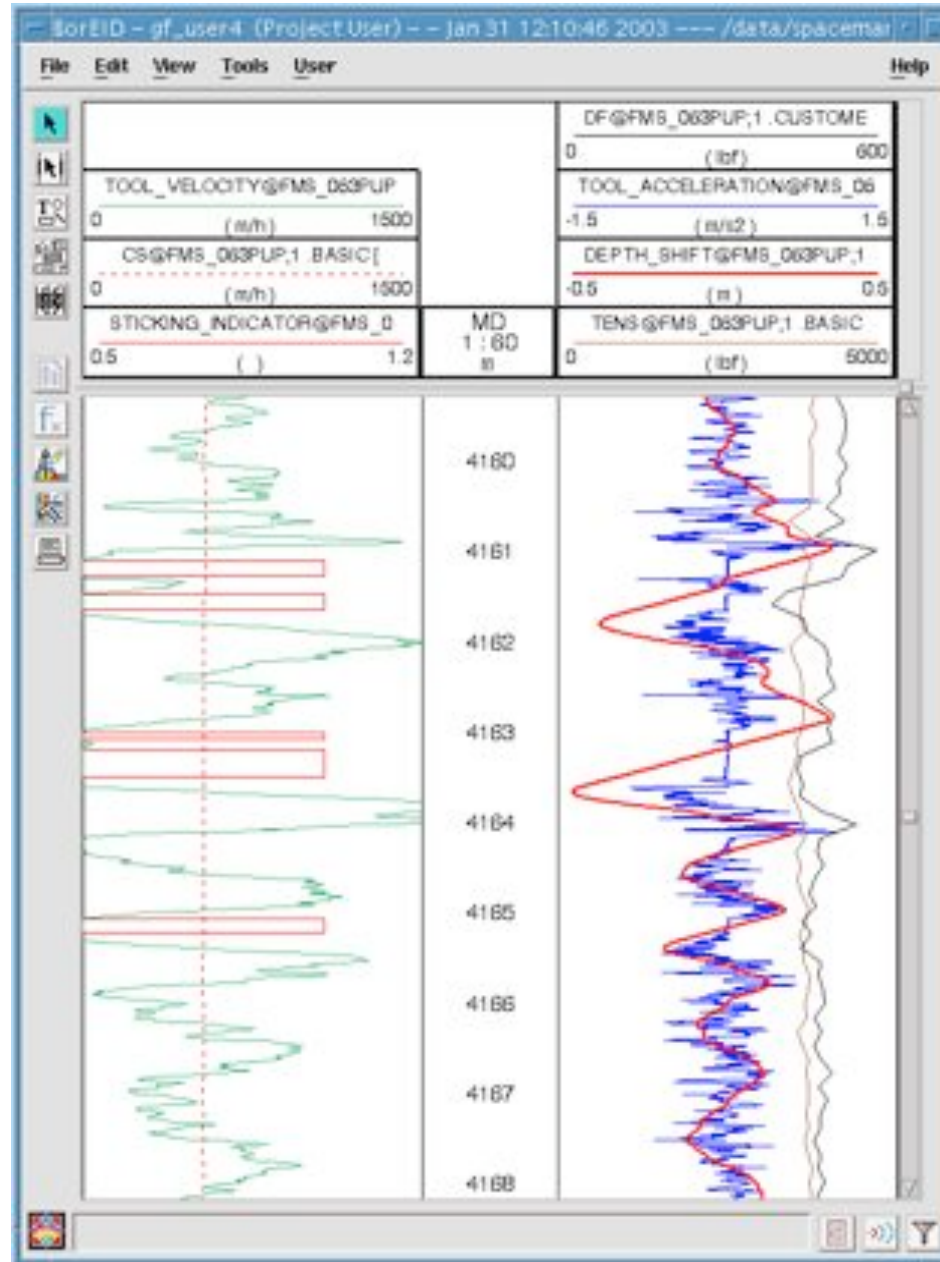 BorEID - gf_user4 (Project User) - - Jan 31 12:10:46 2003 --- /data/spacemar
File Edit View Tools User Help
DF@FMS_063PUP;1 .CUSTOME
0 (lbf) 600
TOOL_VELOCITY@FMS_063PUP
0 (m/h) 1500
TOOL_ACCELERATION@FMS_06
-1.5 (m/s2) 1.5
CS@FMS_063PUP;1 .BASIC[
0 (m/h) 1500
DEPTH_SHIFT@FMS_063PUP;1
-0.5 (m) 0.5
STICKING_INDICATOR@FMS_0
0.5 ( ) 1.2
MD
1 : 60
m
TENS@FMS_063PUP;1 .BASIC
0 (lbf) 5000
4160
4161
4162
4163
4164
4165
4166
4167
4168